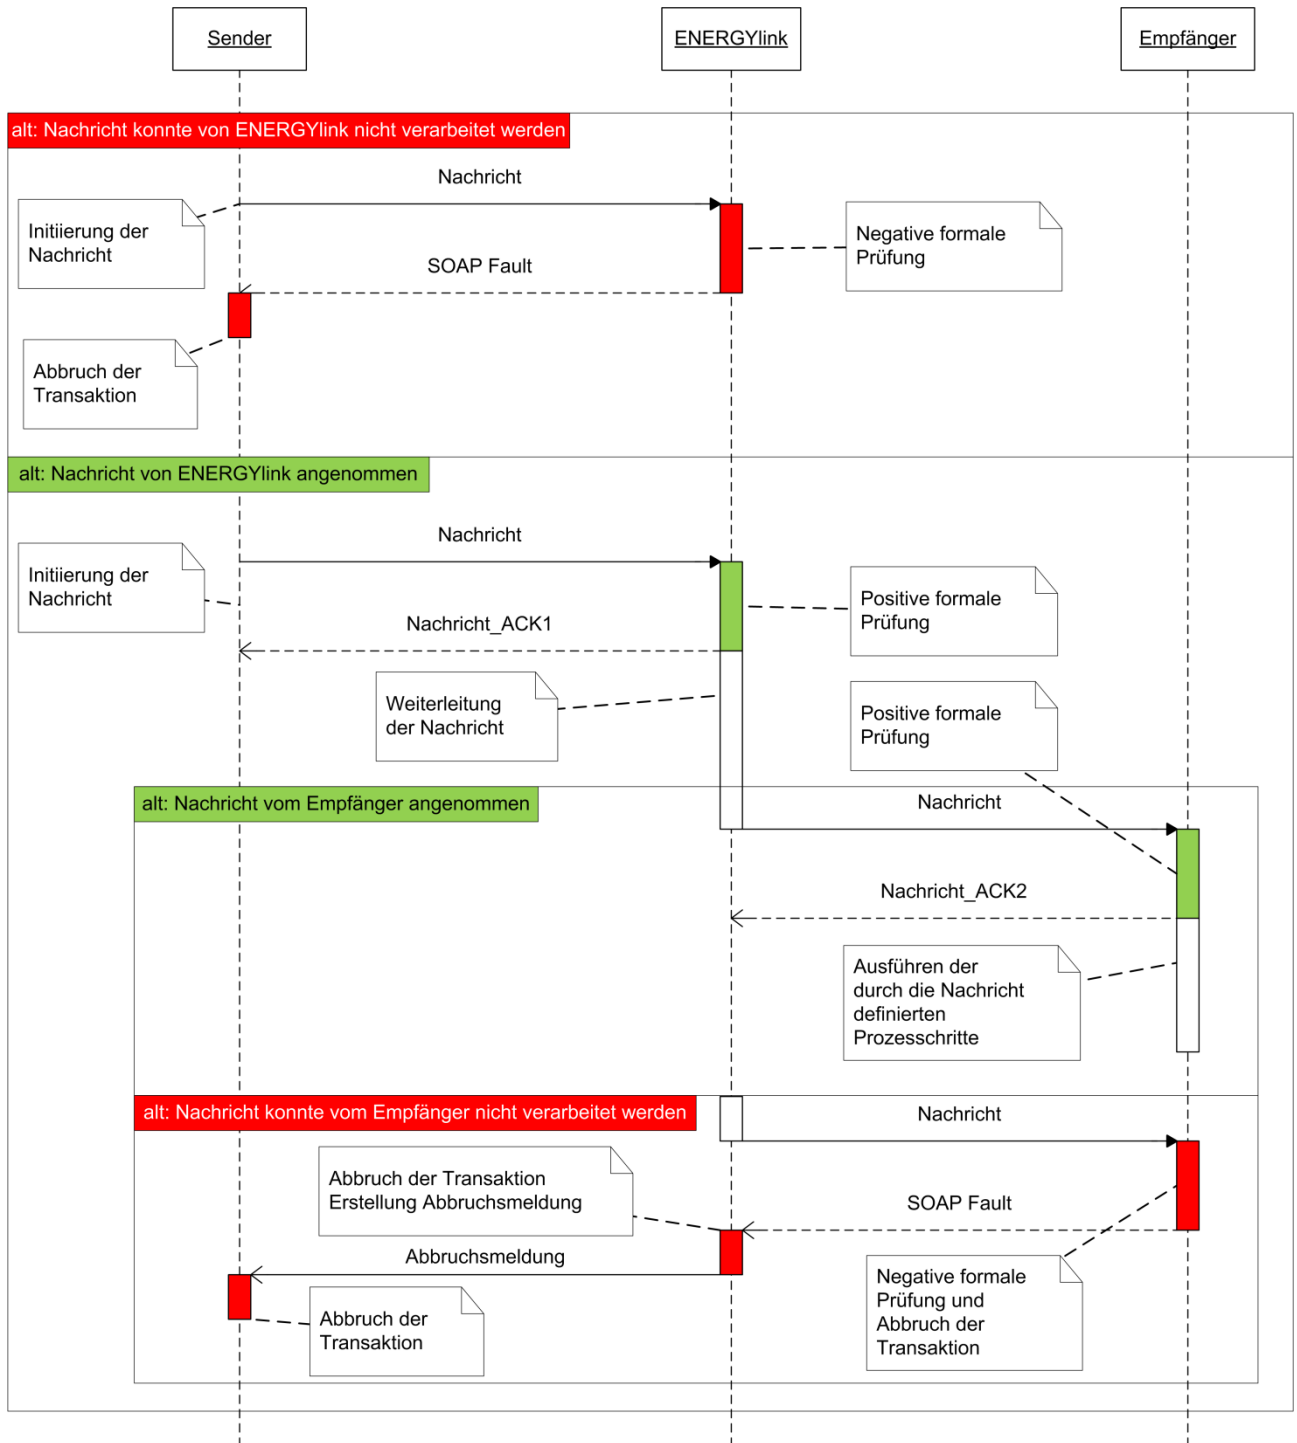 Sender
ENERGYlink
Empfänger
alt: Nachricht konnte von ENERGYlink nicht verarbeitet werden
Nachricht
Initiierung der
Nachricht
Negative formale
Prüfung
SOAP Fault
Abbruch der
Transaktion
alt: Nachricht von ENERGYlink angenommen
Nachricht
Initiierung der
Nachricht
Positive formale
Prüfung
Nachricht_ACK1
Weiterleitung
der Nachricht
Positive formale
Prüfung
alt: Nachricht vom Empfänger angenommen
Nachricht
Nachricht_ACK2
Ausführen der
durch die Nachricht
definierten
Prozesschritte
alt: Nachricht konnte vom Empfänger nicht verarbeitet werden
Nachricht
Abbruch der Transaktion
Erstellung Abbruchsmeldung
SOAP Fault
Abbruchsmeldung
Negative formale
Prüfung und
Abbruch der
Transaktion
Abbruch der
Transaktion